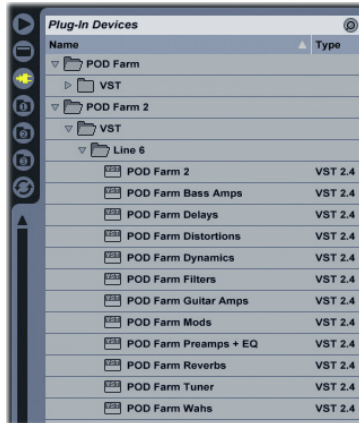 Plug-In Devices
Name Type
POD Farm
VST
POD Farm 2
VST
Line 6
POD Farm 2 VST 2.4
POD Farm Bass Amps VST 2.4
POD Farm Delays VST 2.4
POD Farm Distortions VST 2.4
POD Farm Dynamics VST 2.4
POD Farm Filters VST 2.4
POD Farm Guitar Amps VST 2.4
POD Farm Mods VST 2.4
POD Farm Preamps + EQ VST 2.4
POD Farm Reverbs VST 2.4
POD Farm Tuner VST 2.4
POD Farm Wahs VST 2.4